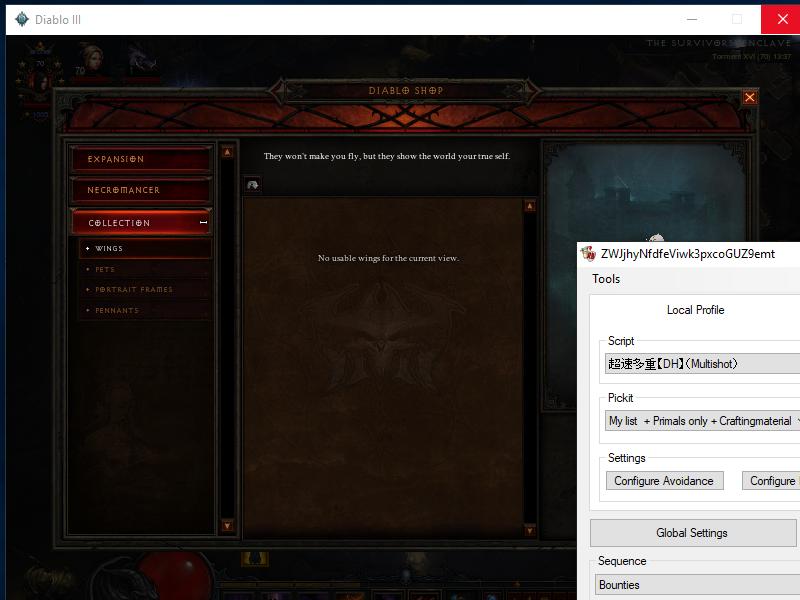 Diablo III
THE SURVIVORS' ENCLAVE
Torment XVI (70) 13:37
70
70
DIABLO SHOP
EXPANSION
NECROMANCER
COLLECTION
WINGS
PETS
PORTRAIT FRAMES
PENNANTS
They won't make you fly, but they show the world your true self.
No usable wings for the current view.
ZWJjhyNfdfeViwk3pxcoGUZ9emt
Tools
Local Profile
Script
超速多重【DH】（Multishot）
Pickit
My list + Primals only + Craftingmaterial
Settings
Configure Avoidance
Configure
Global Settings
Sequence
Bounties